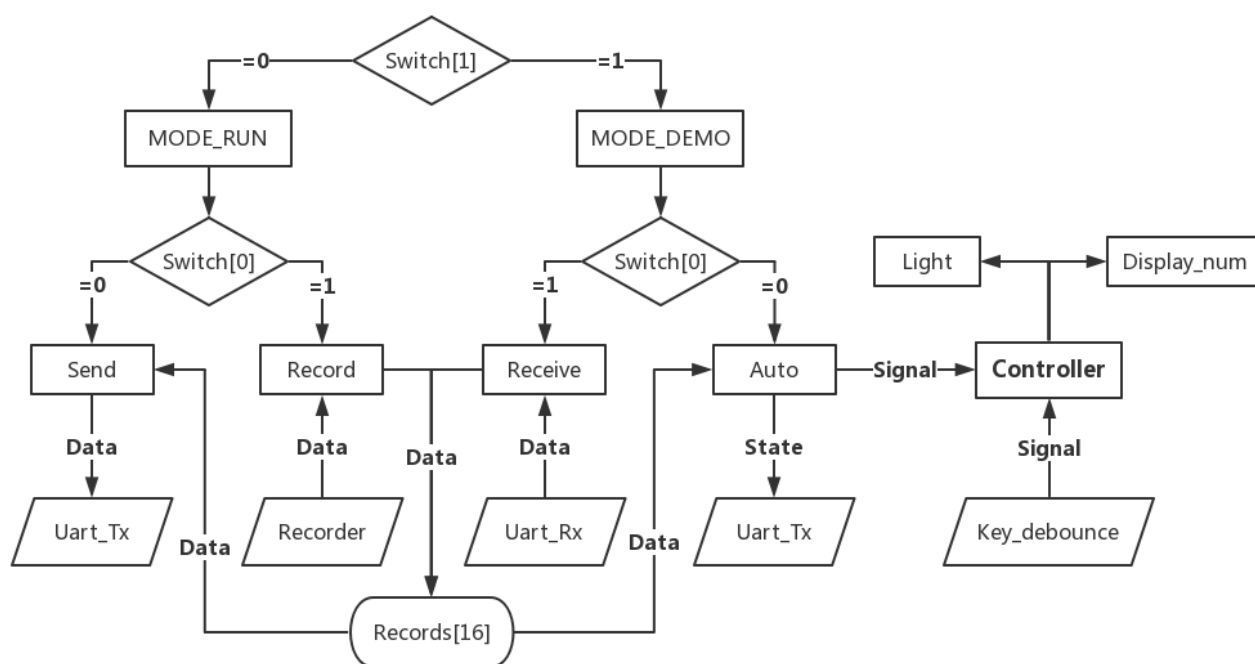 Switch[1]
=0
=1
MODE_RUN
MODE_DEMO
Switch[0]
Switch[0]
Light
Display_num
=0
=1
=1
=0
Send
Record
Receive
Auto
Signal
Controller
Data
Data
Data
Data
State
Signal
Uart_Tx
Recorder
Uart_Rx
Uart_Tx
Key_debounce
Data
Data
Records[16]